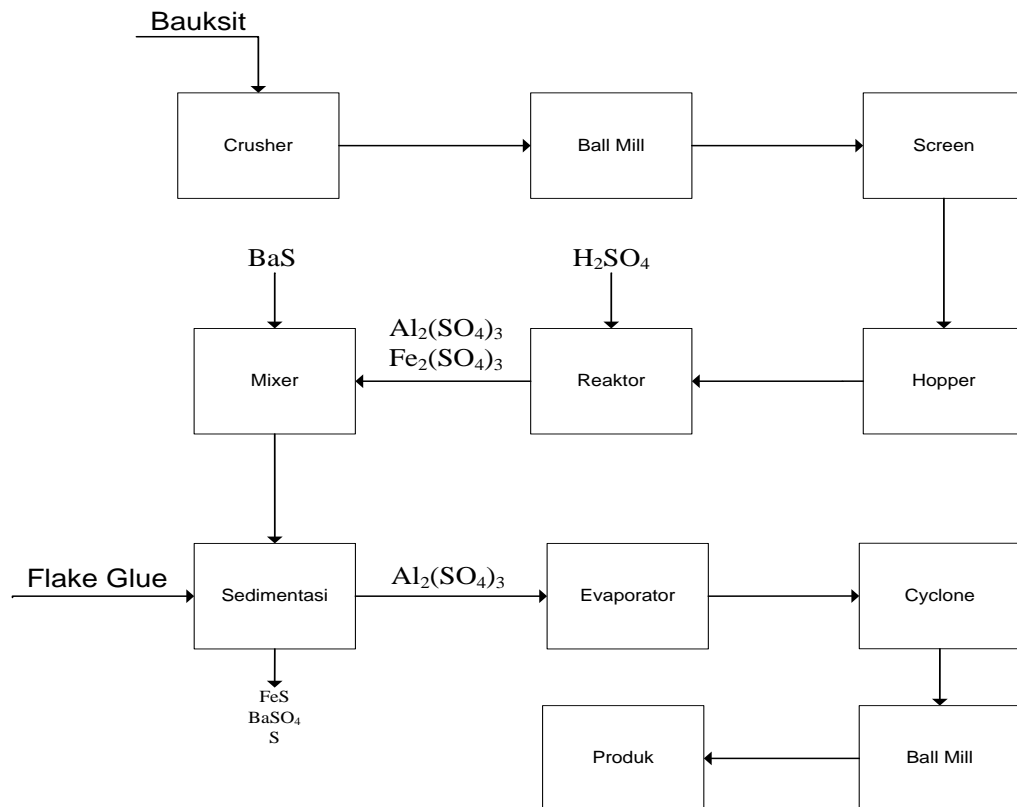 Bauksit
Crusher
Ball Mill
Screen
BaS
H₂SO₄
Al₂(SO₄)₃
Fe₂(SO₄)₃
Mixer
Reaktor
Hopper
Flake Glue
Sedimentasi
Al₂(SO₄)₃
Evaporator
Cyclone
FeS
BaSO₄
S
Produk
Ball Mill